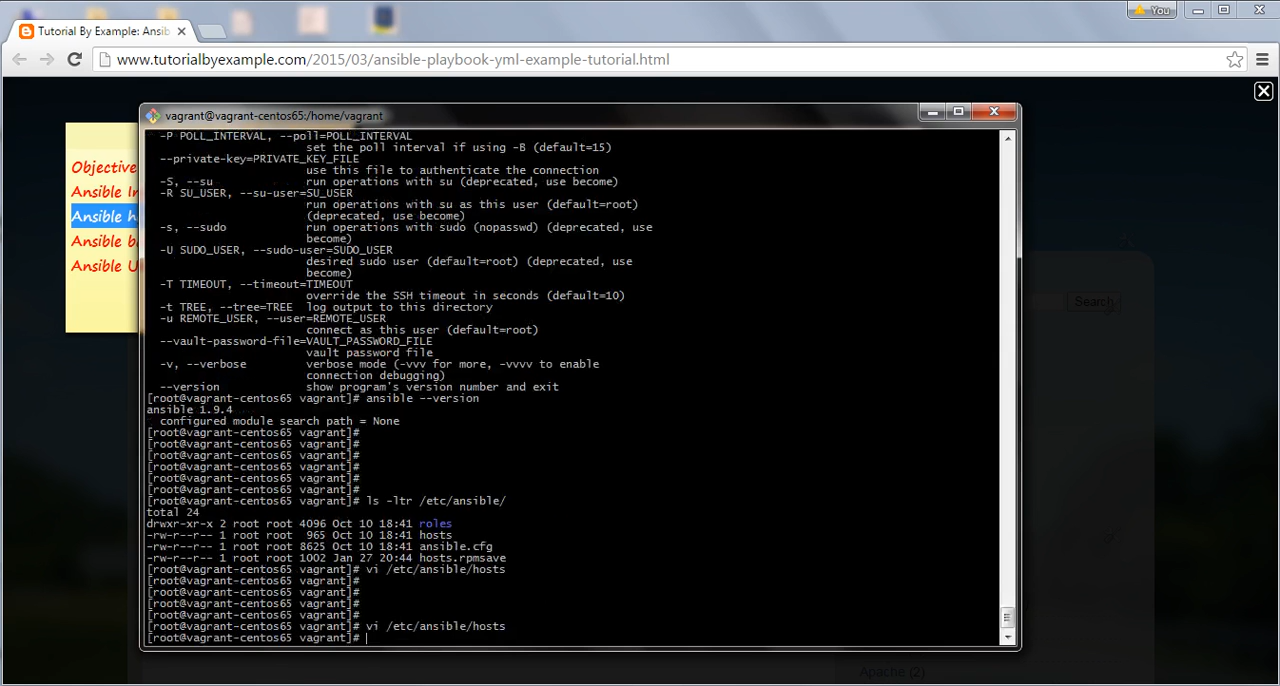 You
Tutorial By Example: Ansib
www.tutorialbyexample.com/2015/03/ansible-playbook-yml-example-tutorial.html
vagrant@vagrant-centos65:/home/vagrant
Objective
Ansible
Ansible
Ansible
Ansible
Search
Apache (2)
-P POLL_INTERVAL, --poll=POLL_INTERVAL
set the poll interval if using -B (default=15)
--private-key=PRIVATE_KEY_FILE
use this file to authenticate the connection
-S, --su run operations with su (deprecated, use become)
-R SU_USER, --su-user=SU_USER
run operations with su as this user (default=root)
(deprecated, use become)
-s, --sudo run operations with sudo (nopasswd) (deprecated, use
become)
-U SUDO_USER, --sudo-user=SUDO_USER
desired sudo user (default=root) (deprecated, use
become)
-T TIMEOUT, --timeout=TIMEOUT
override the SSH timeout in seconds (default=10)
-t TREE, --tree=TREE log output to this directory
-u REMOTE_USER, --user=REMOTE_USER
connect as this user (default=root)
--vault-password-file=VAULT_PASSWORD_FILE
vault password file
-v, --verbose verbose mode (-vvv for more, -vvvv to enable
connection debugging)
--version show program's version number and exit
[root@vagrant-centos65 vagrant]# ansible --version
ansible 1.9.4
configured module search path = None
[root@vagrant-centos65 vagrant]#
[root@vagrant-centos65 vagrant]#
[root@vagrant-centos65 vagrant]#
[root@vagrant-centos65 vagrant]#
[root@vagrant-centos65 vagrant]#
[root@vagrant-centos65 vagrant]#
[root@vagrant-centos65 vagrant]# ls -ltr /etc/ansible/
total 24
drwxr-xr-x 2 root root 4096 Oct 10 18:41 roles
-rw-r--r-- 1 root root 965 Oct 10 18:41 hosts
-rw-r--r-- 1 root root 8625 Oct 10 18:41 ansible.cfg
-rw-r--r-- 1 root root 1002 Jan 27 20:44 hosts.rpmsave
[root@vagrant-centos65 vagrant]# vi /etc/ansible/hosts
[root@vagrant-centos65 vagrant]#
[root@vagrant-centos65 vagrant]#
[root@vagrant-centos65 vagrant]#
[root@vagrant-centos65 vagrant]#
[root@vagrant-centos65 vagrant]# vi /etc/ansible/hosts
[root@vagrant-centos65 vagrant]#